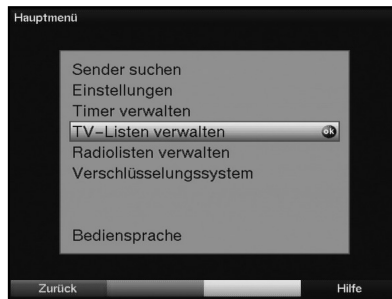 Hauptmenü
Sender suchen
Einstellungen
Timer verwalten
TV-Listen verwalten ok
Radiolisten verwalten
Verschlüsselungssystem
Bediensprache
Zurück Hilfe